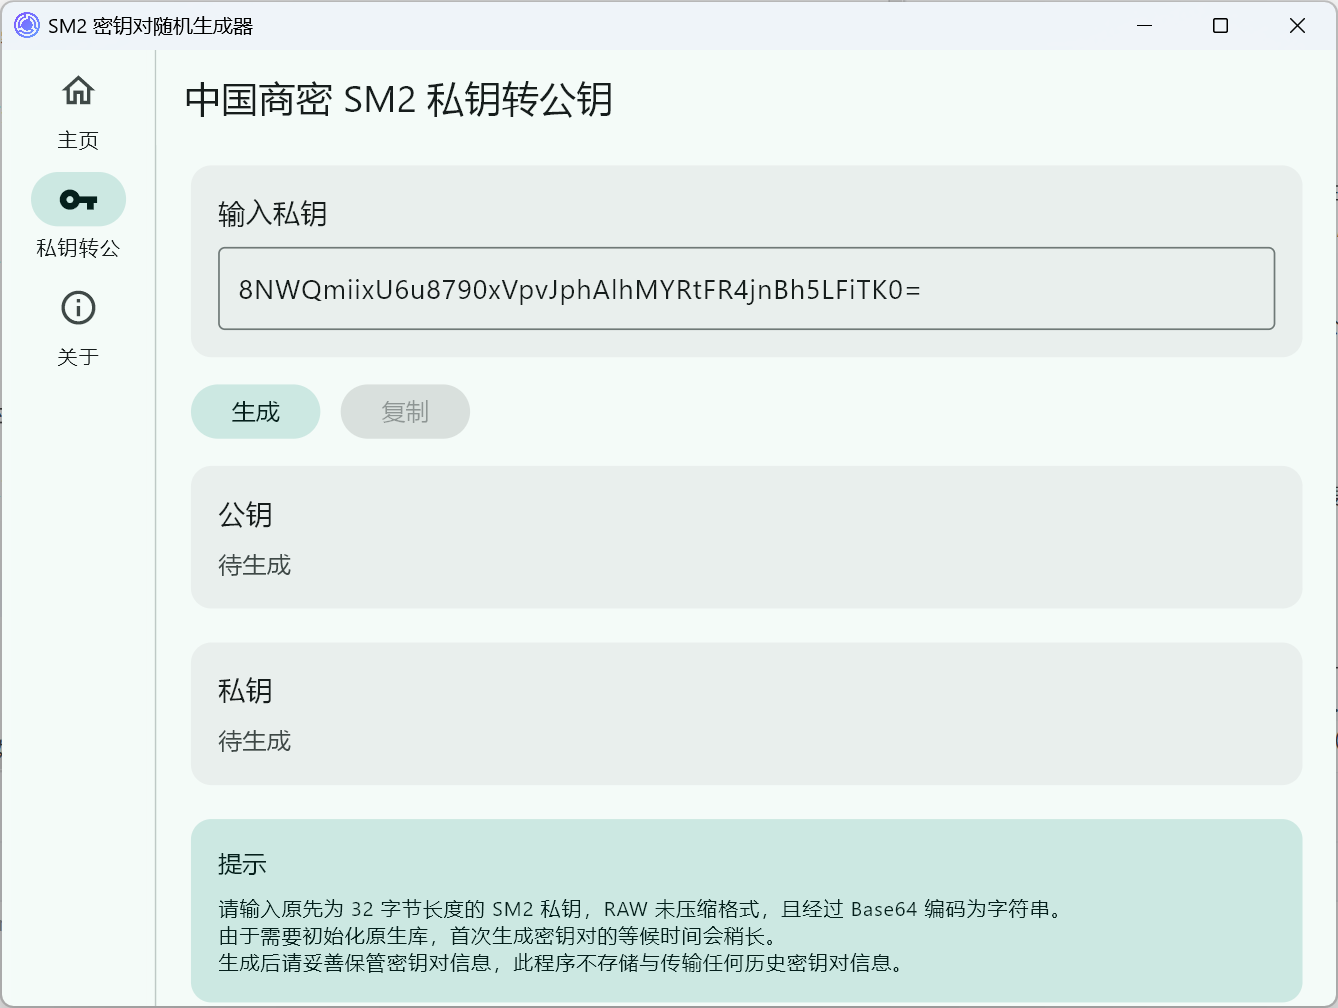 SM2 密钥对随机生成器
主页
私钥转公
关于
中国商密 SM2 私钥转公钥
输入私钥
8NWQmiixU6u8790xVpvJphAlhMYRtFR4jnBh5LFiTK0=
生成
复制
公钥
待生成
私钥
待生成
提示
请输入原先为 32 字节长度的 SM2 私钥，RAW 未压缩格式，且经过 Base64 编码为字符串。
由于需要初始化原生库，首次生成密钥对的等候时间会稍长。
生成后请妥善保管密钥对信息，此程序不存储与传输任何历史密钥对信息。